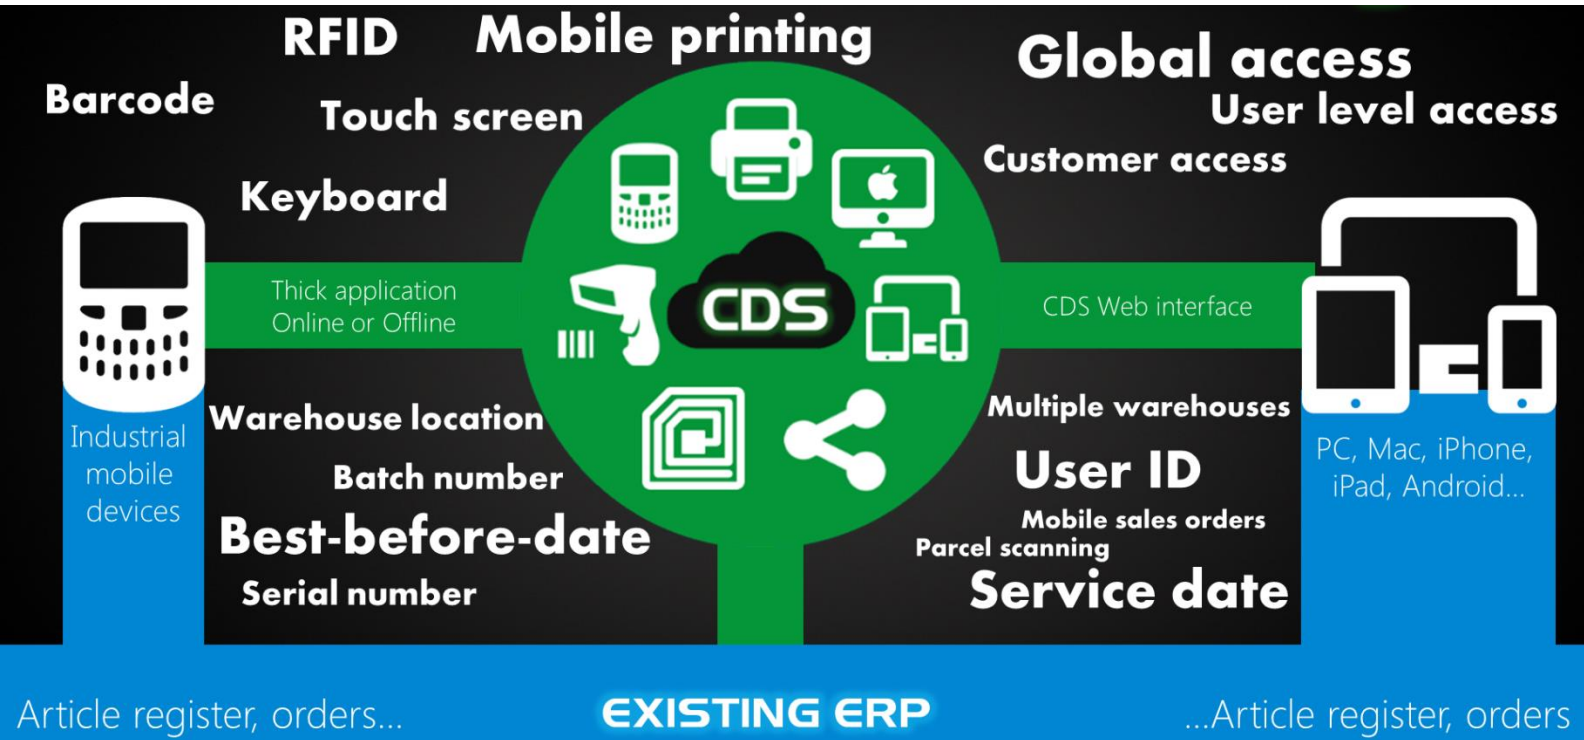 RFID
Mobile printing
Global access
Barcode
Touch screen
User level access
Customer access
Keyboard
Thick application
Online or Offline
CDS
CDS Web interface
Warehouse location
Multiple warehouses
Industrial
mobile
devices
Batch number
User ID
PC, Mac, iPhone,
iPad, Android...
Best-before-date
Mobile sales orders
Parcel scanning
Serial number
Service date
Article register, orders...
EXISTING ERP
...Article register, orders